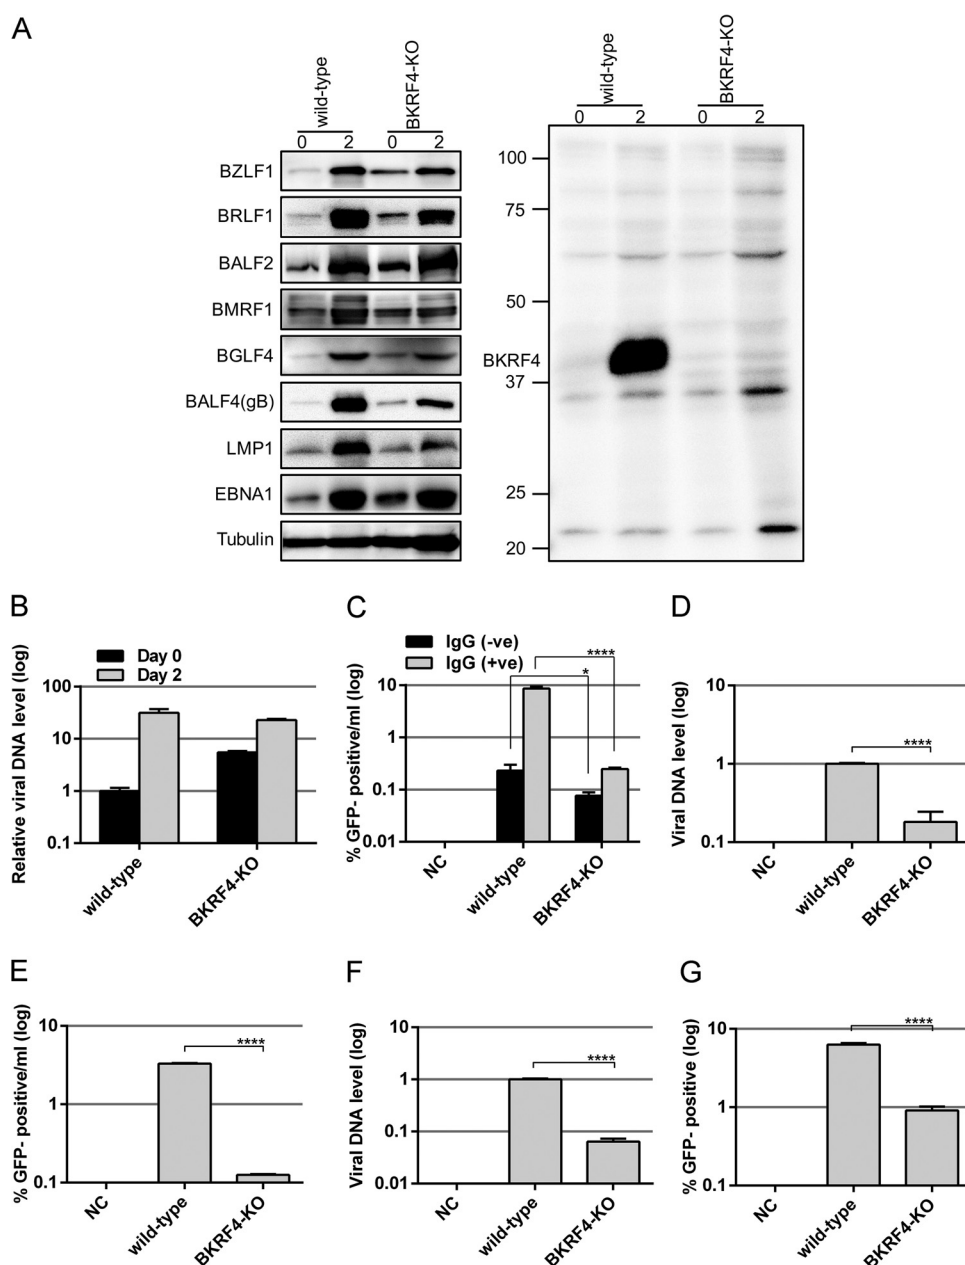 A
wild-type
BKRF4-KO
0 2 0 2
BZLF1
BRLF1
BALF2
BMRF1
BGLF4
BALF4(gB)
LMP1
EBNA1
Tubulin
wild-type
BKRF4-KO
0 2 0 2
100
75
50
BKRF4
37
25
20
B
Day 0
Day 2
Relative viral DNA level (log)
100
10
1
0.1
wild-type
BKRF4-KO
C
IgG (-ve)
IgG (+ve)
****
*
% GFP- positive/ml (log)
10
1
0.1
0.01
NC
wild-type
BKRF4-KO
D
****
Viral DNA level (log)
10
1
0.1
NC
wild-type
BKRF4-KO
E
****
% GFP- positive/ml (log)
10
1
0.1
NC
wild-type
BKRF4-KO
F
****
Viral DNA level (log)
10
1
0.1
0.01
NC
wild-type
BKRF4-KO
G
****
% GFP- positive (log)
10
1
0.1
NC
wild-type
BKRF4-KO